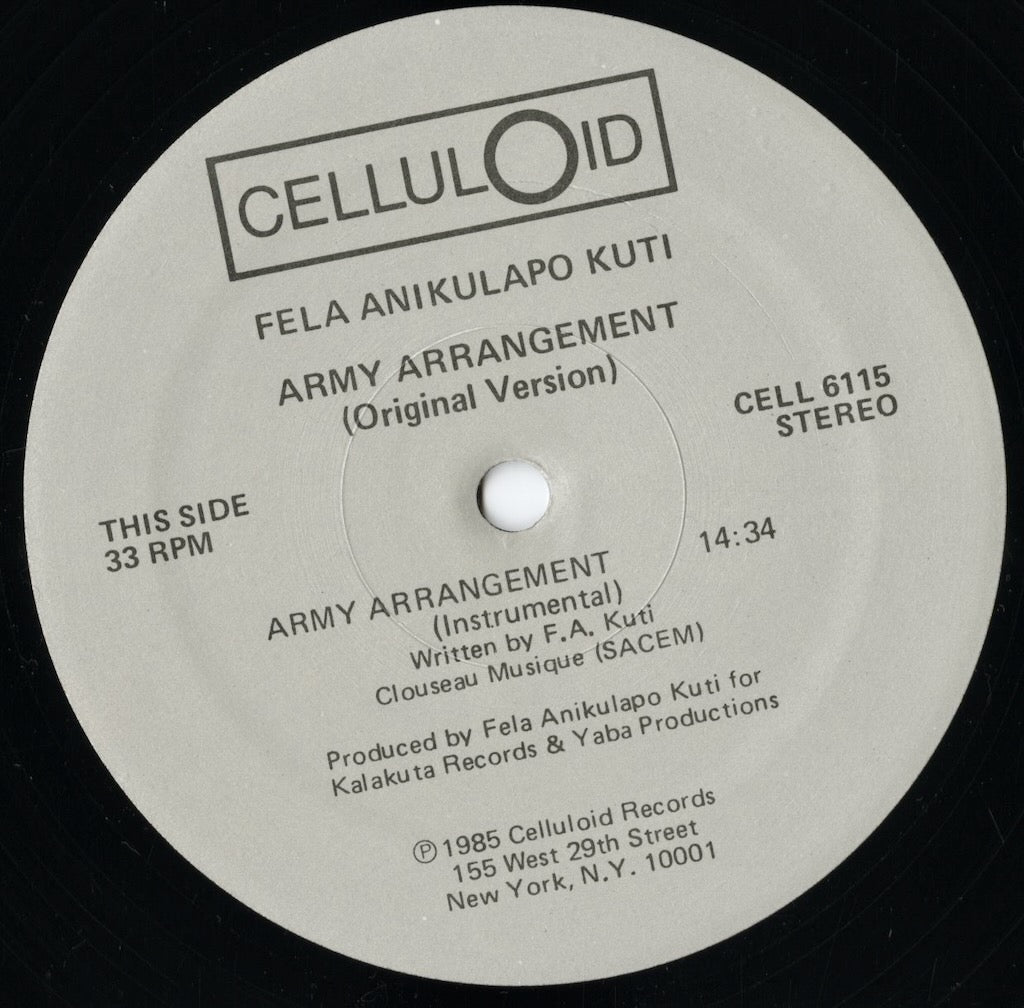 CELLULOID
FELA ANIKULAPO KUTI
ARMY ARRANGEMENT
(Original Version)
CELL 6115
STEREO
THIS SIDE
33 RPM
ARMY ARRANGEMENT 14:34
(Instrumental)
Written by F.A. Kuti
Clouseau Musique (SACEM)
Produced by Fela Anikulapo Kuti for
Kalakuta Records & Yaba Productions
℗ 1985 Celluloid Records
155 West 29th Street
New York, N.Y. 10001